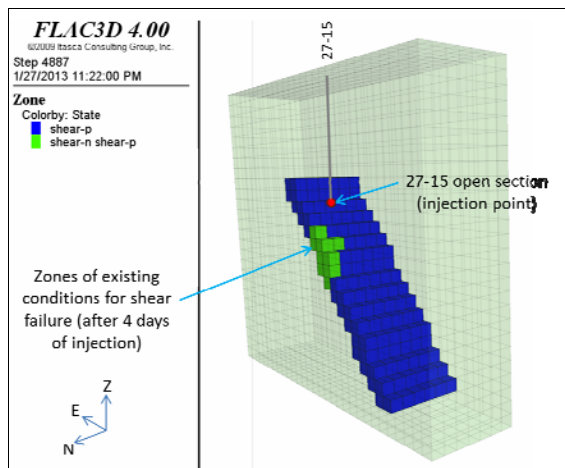 FLAC3D 4.00
©2009 Itasca Consulting Group, Inc.
Step 4887
1/27/2013 11:22:00 PM
Zone
Colorby: State
shear-p
shear-n shear-p
27-15
27-15 open section
(injection point)
Zones of existing
conditions for shear
failure (after 4 days
of injection)
Z
E
N